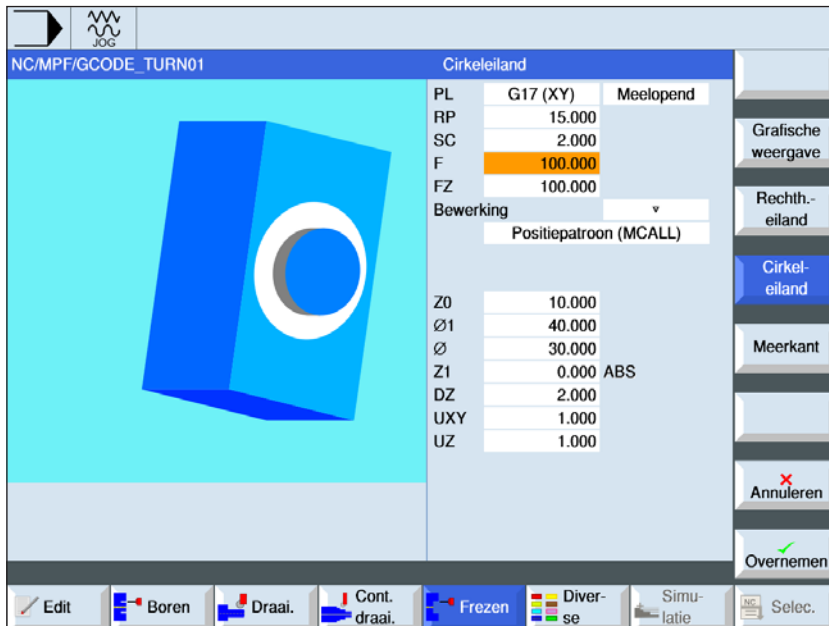 JOG
NC/MPF/GCODE_TURN01
Cirkeleiland
PL G17 (XY) Meelopend
RP 15.000
SC 2.000
F 100.000
FZ 100.000
Bewerking ▿
Positiepatroon (MCALL)
Z0 10.000
Ø1 40.000
Ø 30.000
Z1 0.000 ABS
DZ 2.000
UXY 1.000
UZ 1.000
Grafische
weergave
Rechth.-
eiland
Cirkel-
eiland
Meerkant
Annuleren
Overnemen
Edit
Boren
Draai.
Cont.
draai.
Frezen
Diver-
se
Simu-
latie
NC
Selec.